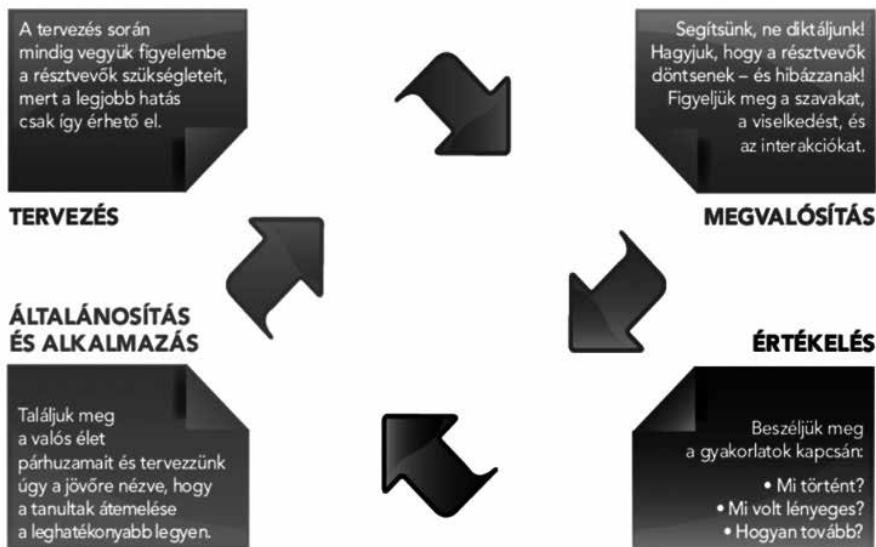 A tervezés során
mindig vegyük figyelembe
a résztvevők szükségleteit,
mert a legjobb hatás
csak így érhető el.
TERVEZÉS
Segítsünk, ne diktáljunk!
Hagyjuk, hogy a résztvevők
döntsenek – és hibázzanak!
Figyeljük meg a szavakat,
a viselkedést, és
az interakciókat.
MEGVALÓSÍTÁS
ÉRTÉKELÉS
Beszéljük meg
a gyakorlatok kapcsán:
• Mi történt?
• Mi volt lényeges?
• Hogyan tovább?
ÁLTALÁNOSÍTÁS
ÉS ALKALMAZÁS
Találjuk meg
a valós élet
párhuzamait és tervezzünk
úgy a jövőre nézve, hogy
a tanultak átemelése
a leghatékonyabb legyen.